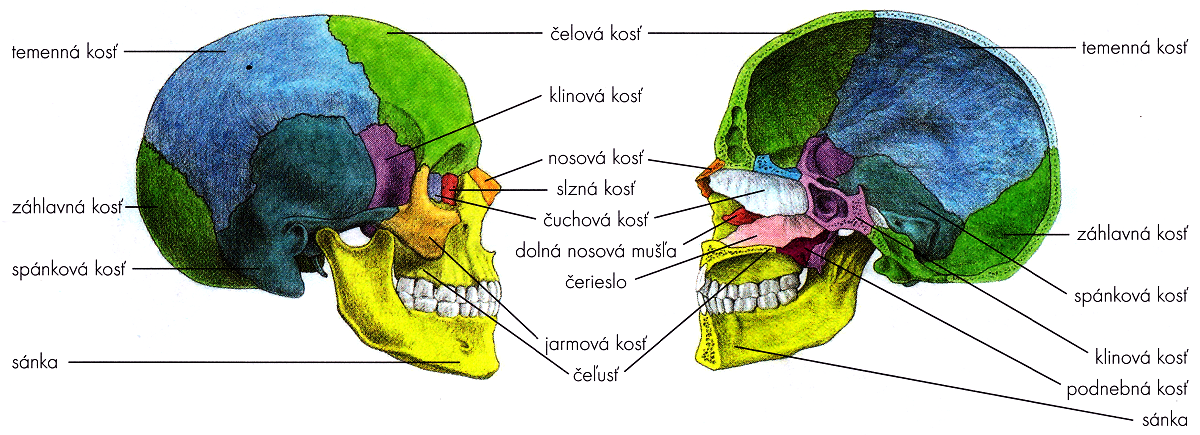 temenná kosť
záhlavná kosť
spánková kosť
sánka
čelová kosť
klinová kosť
nosová kosť
slzná kosť
čuchová kosť
dolná nosová mušľa
čerieslo
jarmová kosť
čeľusť
temenná kosť
záhlavná kosť
spánková kosť
klinová kosť
podnebná kosť
sánka